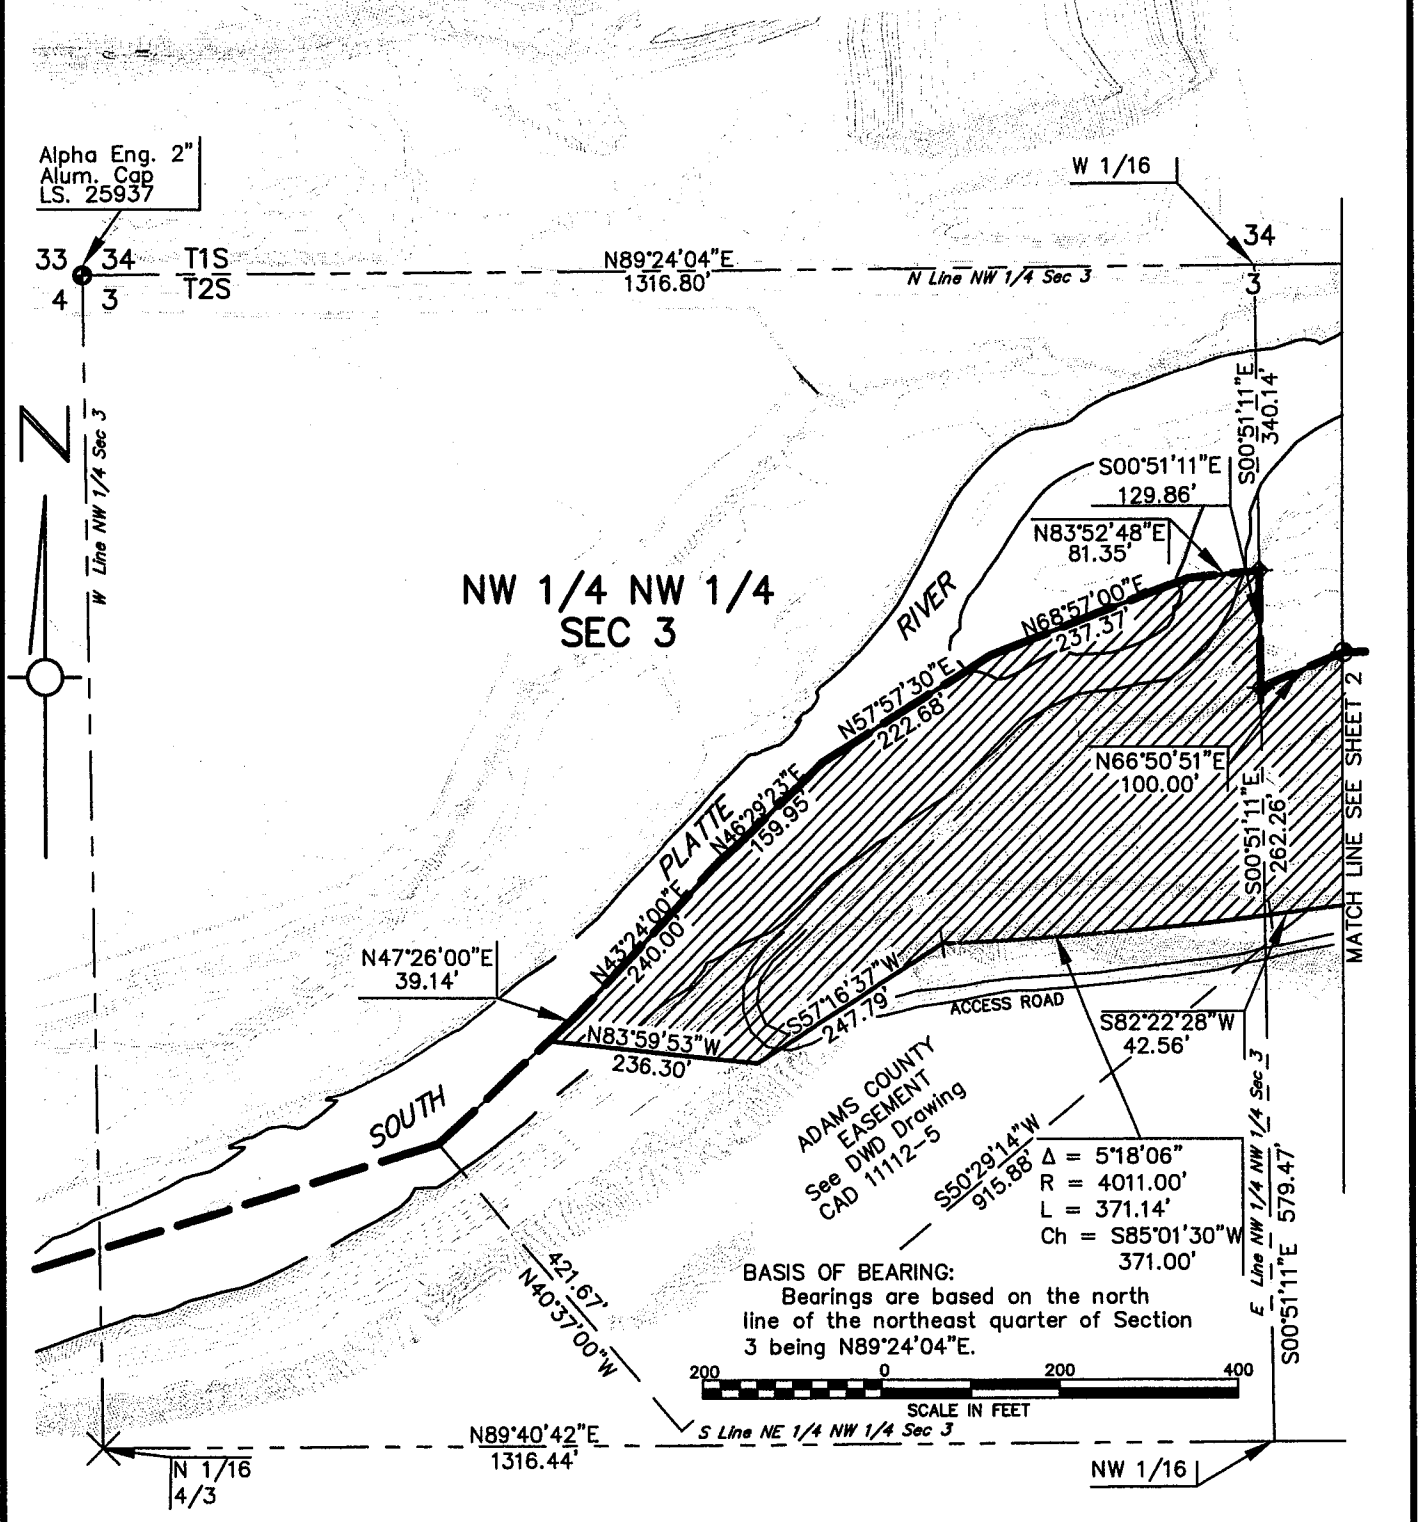 Alpha Eng. 2"
Alum. Cap
LS. 25937
W 1/16
33 34
T1S
4 3
T2S
N89°24'04"E
1316.80'
N Line NW 1/4 Sec 3
34
3
N
W Line NW 1/4 Sec 3
S00°51'11"E
340.14'
S00°51'11"E
129.86'
N83°52'48"E
81.35'
NW 1/4 NW 1/4
SEC 3
RIVER
N68°57'00"E
237.37'
N57°57'30"E
222.68'
N66°50'51"E
100.00'
MATCH LINE SEE SHEET 2
N46°29'23"E
159.95'
PLATTE
S00°51'11"E
262.26'
N43°24'00"E
240.00'
N47°26'00"E
39.14'
S57°16'37"W
247.79'
N83°59'53"W
236.30'
ACCESS ROAD
S82°22'28"W
42.56'
SOUTH
ADAMS COUNTY
EASEMENT
See DWD Drawing
CAD 11112-5
S50°29'14"W
915.88'
Δ = 5°18'06"
R = 4011.00'
L = 371.14'
Ch = S85°01'30"W
371.00'
E Line NW 1/4 NW 1/4 Sec 3
S00°51'11"E 579.47'
421.67'
N40°37'00"W
BASIS OF BEARING:
Bearings are based on the north
line of the northeast quarter of Section
3 being N89°24'04"E.
200 0 200 400
SCALE IN FEET
S Line NE 1/4 NW 1/4 Sec 3
N89°40'42"E
1316.44'
N 1/16
4/3
NW 1/16